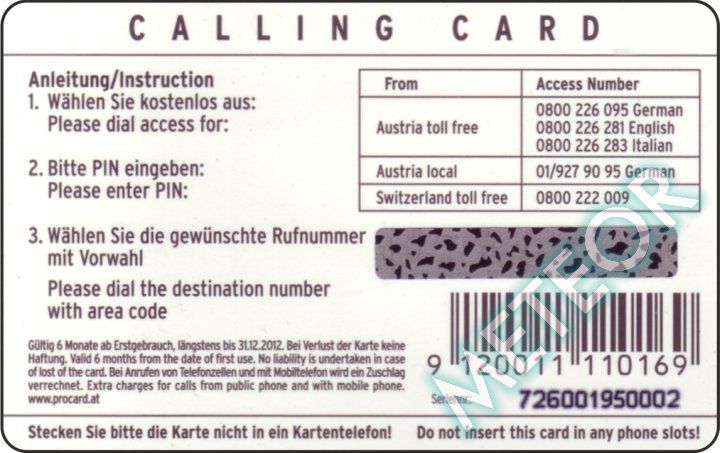 CALLING CARD
Anleitung/Instruction
1. Wählen Sie kostenlos aus:
Please dial access for:
2. Bitte PIN eingeben:
Please enter PIN:
3. Wählen Sie die gewünschte Rufnummer
mit Vorwahl
Please dial the destination number
with area code
From Access Number
Austria toll free 0800 226 095 German
0800 226 281 English
0800 226 283 Italian
Austria local 01/927 90 95 German
Switzerland toll free 0800 222 009
METEOR
Gültig 6 Monate ab Erstgebrauch, längstens bis 31.12.2012. Bei Verlust der Karte keine
Haftung. Valid 6 months from the date of first use. No liability is undertaken in case
of lost of the card. Bei Anrufen von Telefonzellen und mit Mobiltelefon wird ein Zuschlag
verrechnet. Extra charges for calls from public phone and with mobile phone.
www.procard.at
9 120011 110169
Seriennr.: 726001950002
Stecken Sie bitte die Karte nicht in ein Kartentelefon! Do not insert this card in any phone slots!